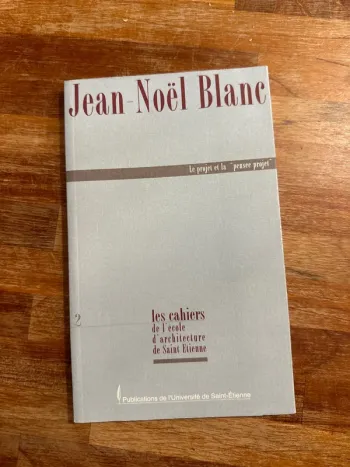 Jean-Noël Blanc
Le projet et la "pensée projet"
2
les cahiers
de l'école
d'architecture
de Saint Etienne
Publications de l'Université de Saint-Étienne